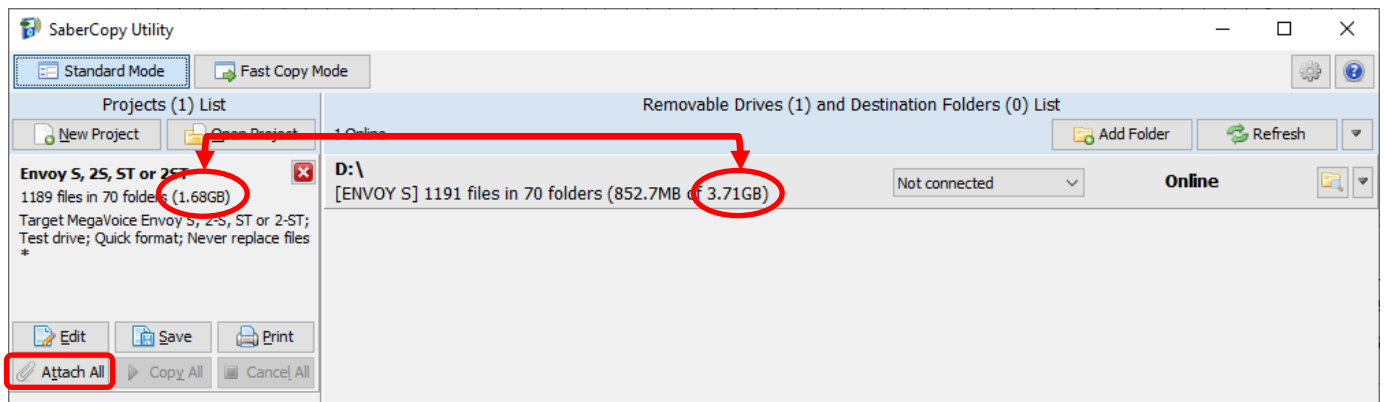 SaberCopy Utility
Standard Mode
Fast Copy Mode
Projects (1) List
Removable Drives (1) and Destination Folders (0) List
New Project
Open Project
1 Online
Add Folder
Refresh
Envoy S, 2S, ST or 2ST
1189 files in 70 folders (1.68GB)
Target MegaVoice Envoy S, 2-S, ST or 2-ST;
Test drive; Quick format; Never replace files
*
D:\
[ENVOY S] 1191 files in 70 folders (852.7MB of 3.71GB)
Not connected
Online
Edit
Save
Print
Attach All
Copy All
Cancel All